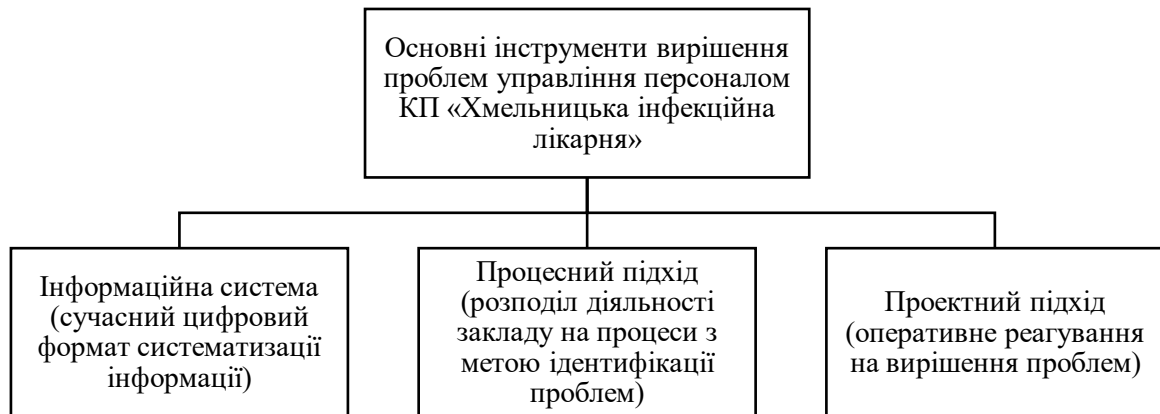 Основні інструменти вирішення
проблем управління персоналом
КП «Хмельницька інфекційна
лікарня»
Інформаційна система
(сучасний цифровий
формат систематизації
інформації)
Процесний підхід
(розподіл діяльності
закладу на процеси з
метою ідентифікації
проблем)
Проектний підхід
(оперативне реагування
на вирішення проблем)